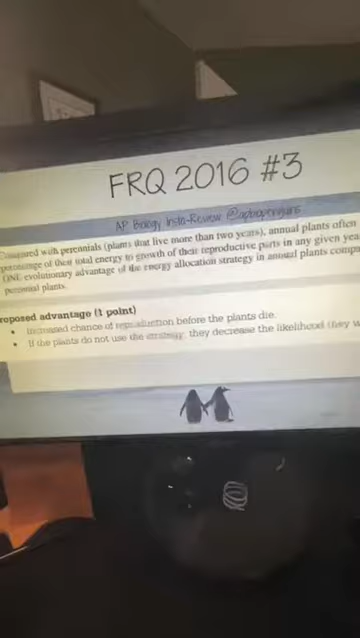 FRQ 2016 #3
AP Biology Insta-Review @apbiopenguins
Compared with perennials (plants that live more than two years), annual plants often
percentage of their total energy to growth of their reproductive parts in any given yea
ONE evolutionary advantage of the energy allocation strategy in annual plants compa
perennial plants.
roposed advantage (1 point)
• Increased chance of reproduction before the plants die.
• If the plants do not use the strategy, they decrease the likelihood they w